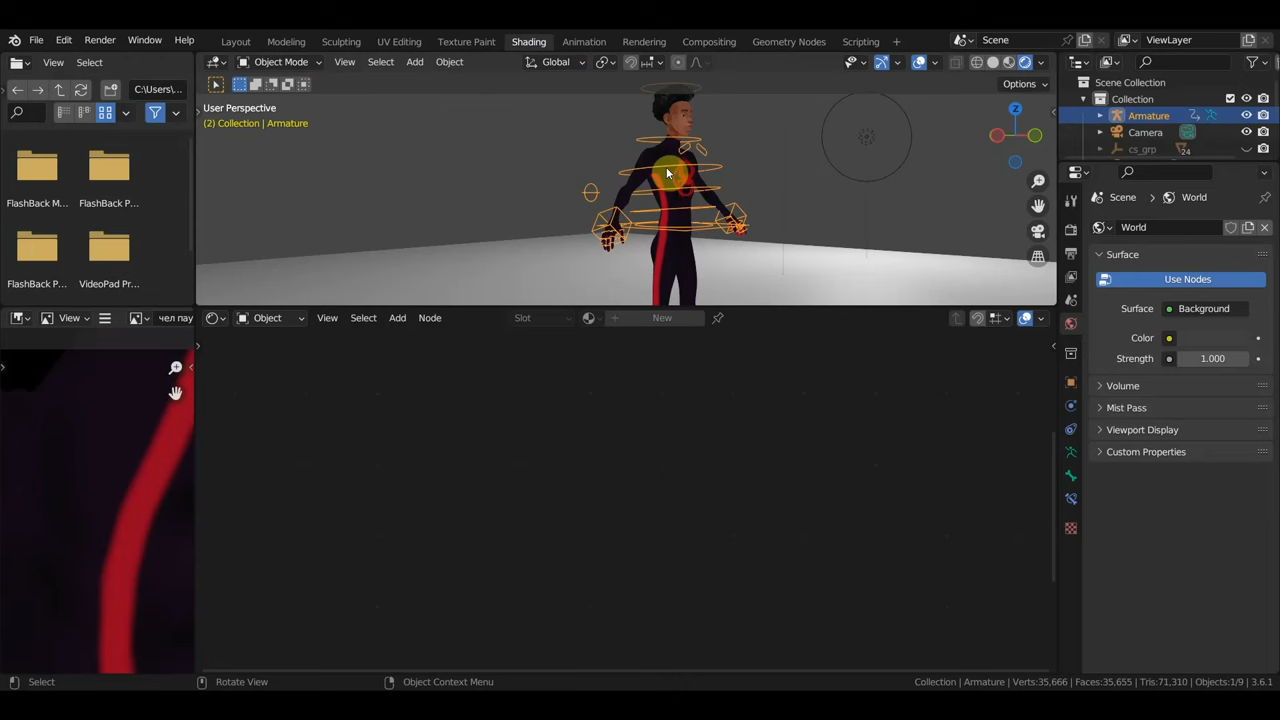 File Edit Render Window Help
Layout Modeling Sculpting UV Editing Texture Paint Shading Animation Rendering Compositing Geometry Nodes Scripting
Scene
ViewLayer
View Select
Object Mode View Select Add Object
Global
C:\Users\...
Options
User Perspective
(2) Collection | Armature
Z
Scene Collection
Collection
Armature
Camera
cs_grp
24
World
World
Surface
Use Nodes
Surface Background
Color
Strength 1.000
Volume
Mist Pass
Viewport Display
Custom Properties
FlashBack M... FlashBack P...
FlashBack P... VideoPad Pr...
View
чел пау
Object View Select Add Node
Slot
New
Select
Rotate View
Object Context Menu
Collection | Armature | Verts:35,666 | Faces:35,655 | Tris:71,310 | Objects:1/9 | 3.6.1